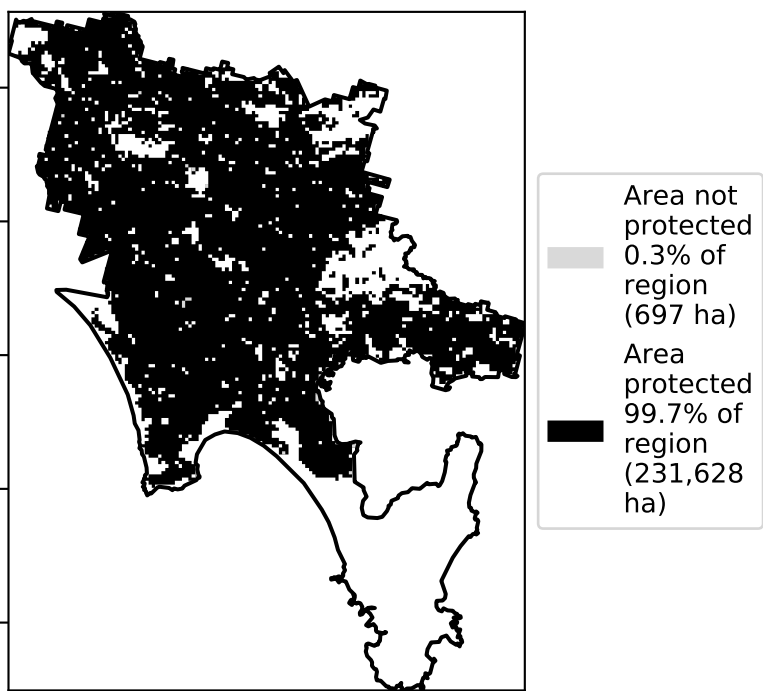 Area not
protected
0.3% of
region
(697 ha)
Area
protected
99.7% of
region
(231,628
ha)